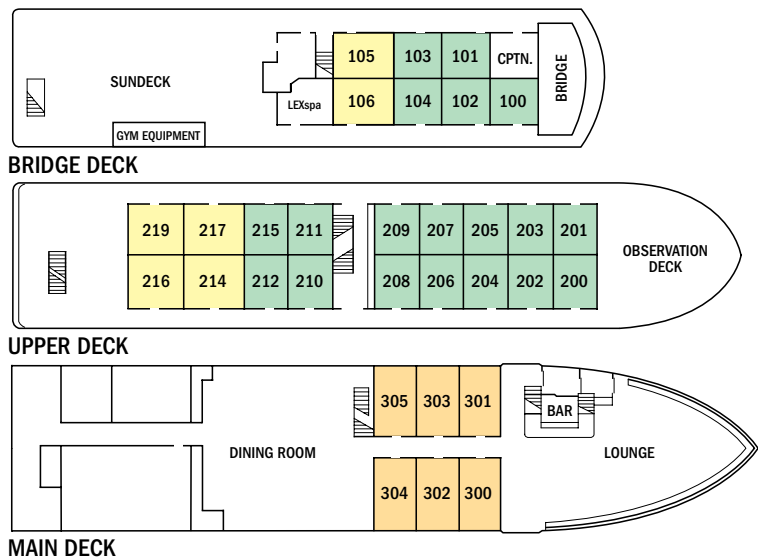 105 103 101 CPTN.
SUNDECK
BRIDGE
LEXspa 106 104 102 100
GYM EQUIPMENT
BRIDGE DECK
219 217 215 211 209 207 205 203 201
OBSERVATION
DECK
216 214 212 210 208 206 204 202 200
UPPER DECK
305 303 301
BAR
DINING ROOM
LOUNGE
304 302 300
MAIN DECK